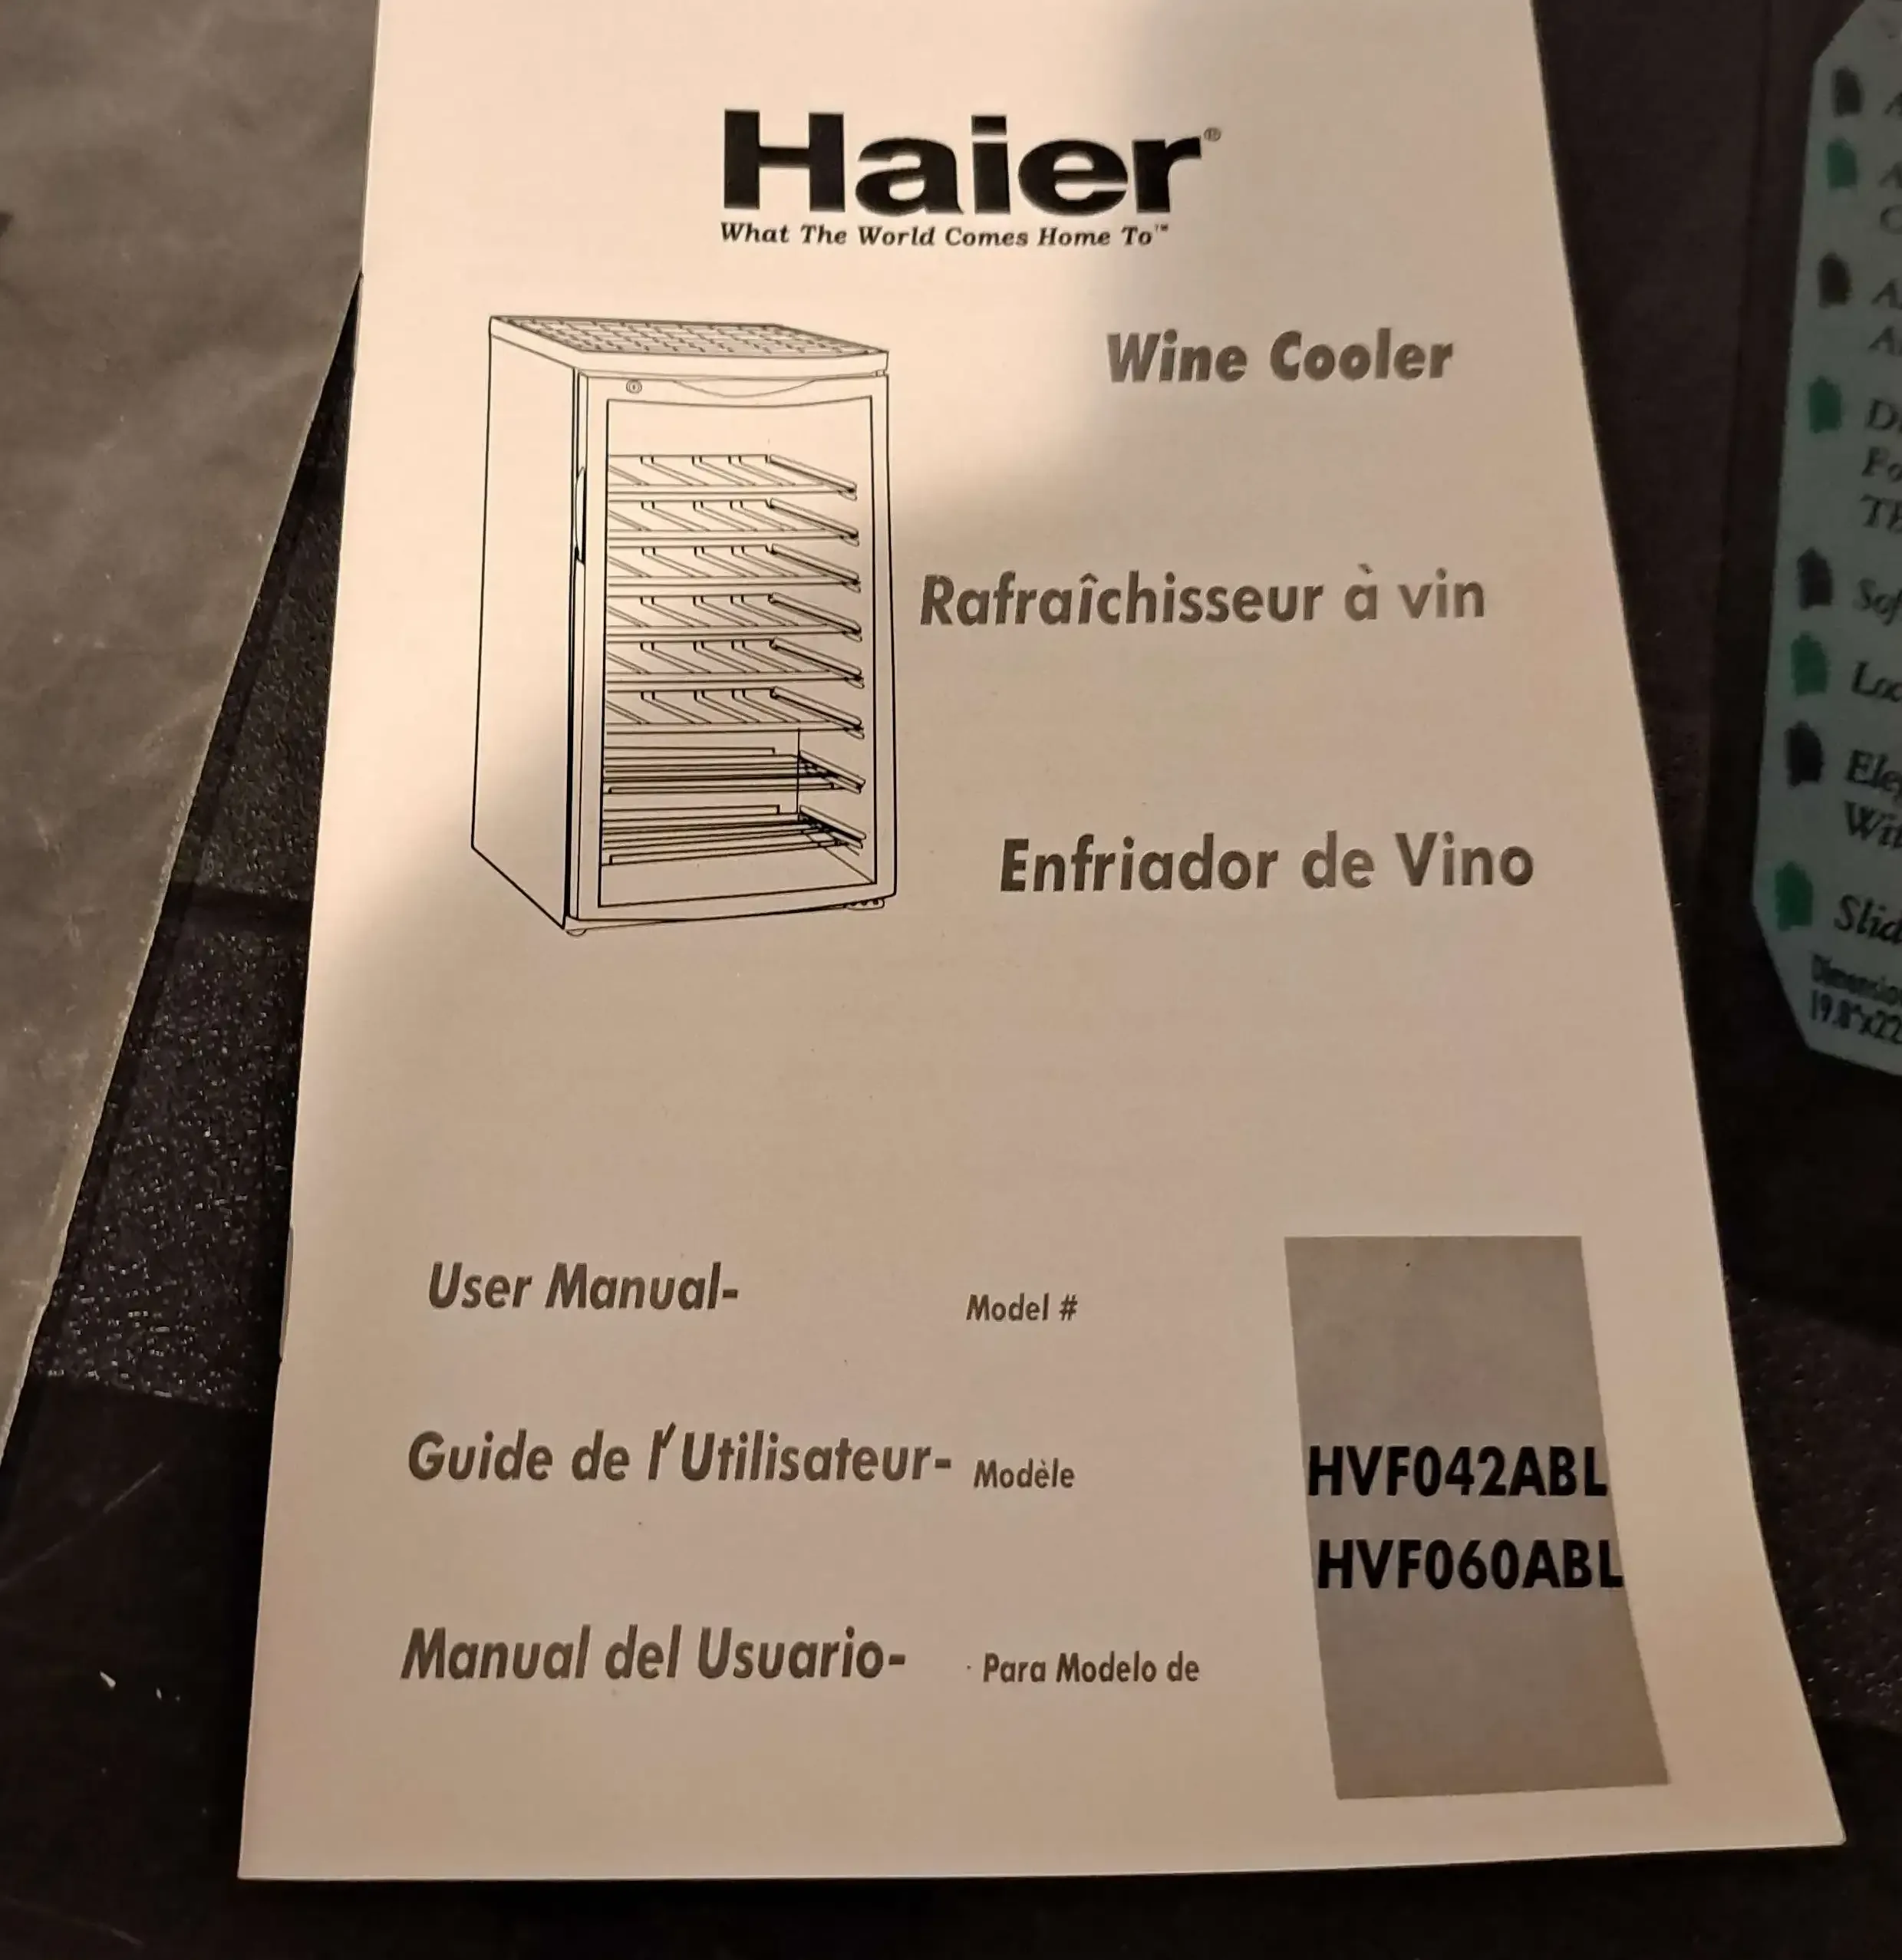 Haier®
What The World Comes Home To™
Wine Cooler
Rafraîchisseur à vin
Enfriador de Vino
User Manual-
Model #
Guide de l'Utilisateur-
Modèle
HVF042ABL
HVF060ABL
Manual del Usuario-
Para Modelo de